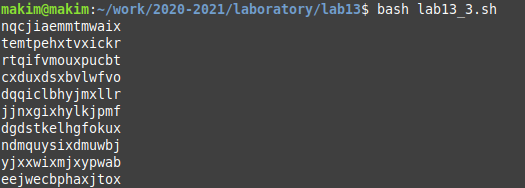 makim@makim:~/work/2020-2021/laboratory/lab13$ bash lab13_3.sh
nqcjiaemmtmwaix
temtpehxtvxickr
rtqifvmouxpucbt
cxduxdsxbvlwfvo
dqqiclbhyjmxllr
jjnxgixhylkjpmf
dgdstkelhgfokux
ndmquysixdmuwbj
yjxxwixmjxypwab
eejwecbphaxjtox